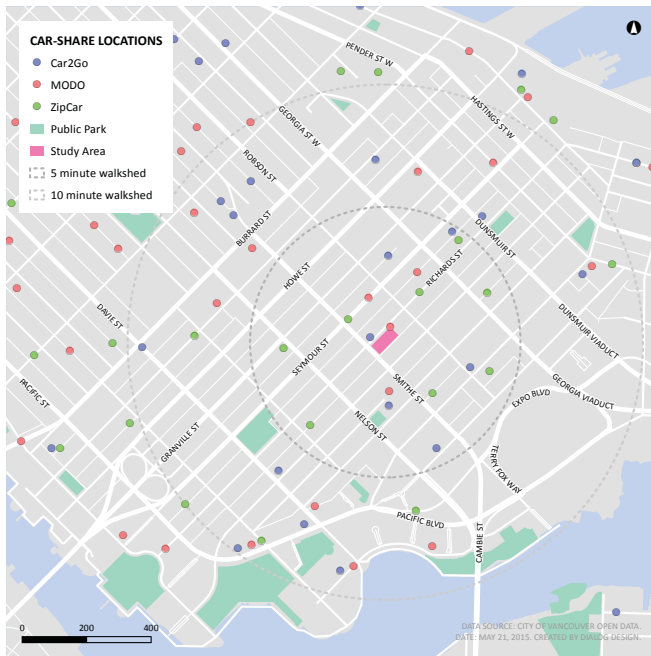 CAR-SHARE LOCATIONS
Car2Go
MODO
ZipCar
Public Park
Study Area
5 minute walkshed
10 minute walkshed
PENDER ST W
HASTINGS ST W
GEORGIA ST W
ROBSON ST
BURRARD ST
DUNSMUIR ST
HOWE ST
RICHARDS ST
DAVIE ST
DUNSMUIR VIADUCT
SEYMOUR ST
SMITHE ST
GEORGIA VIADUCT
EXPO BLVD
PACIFIC ST
NELSON ST
GRANVILLE ST
TERRY FOX WAY
PACIFIC BLVD
CAMBIE ST
0 200 400
DATA SOURCE: CITY OF VANCOUVER OPEN DATA.
DATE: MAY 21, 2015. CREATED BY DIALOG DESIGN.